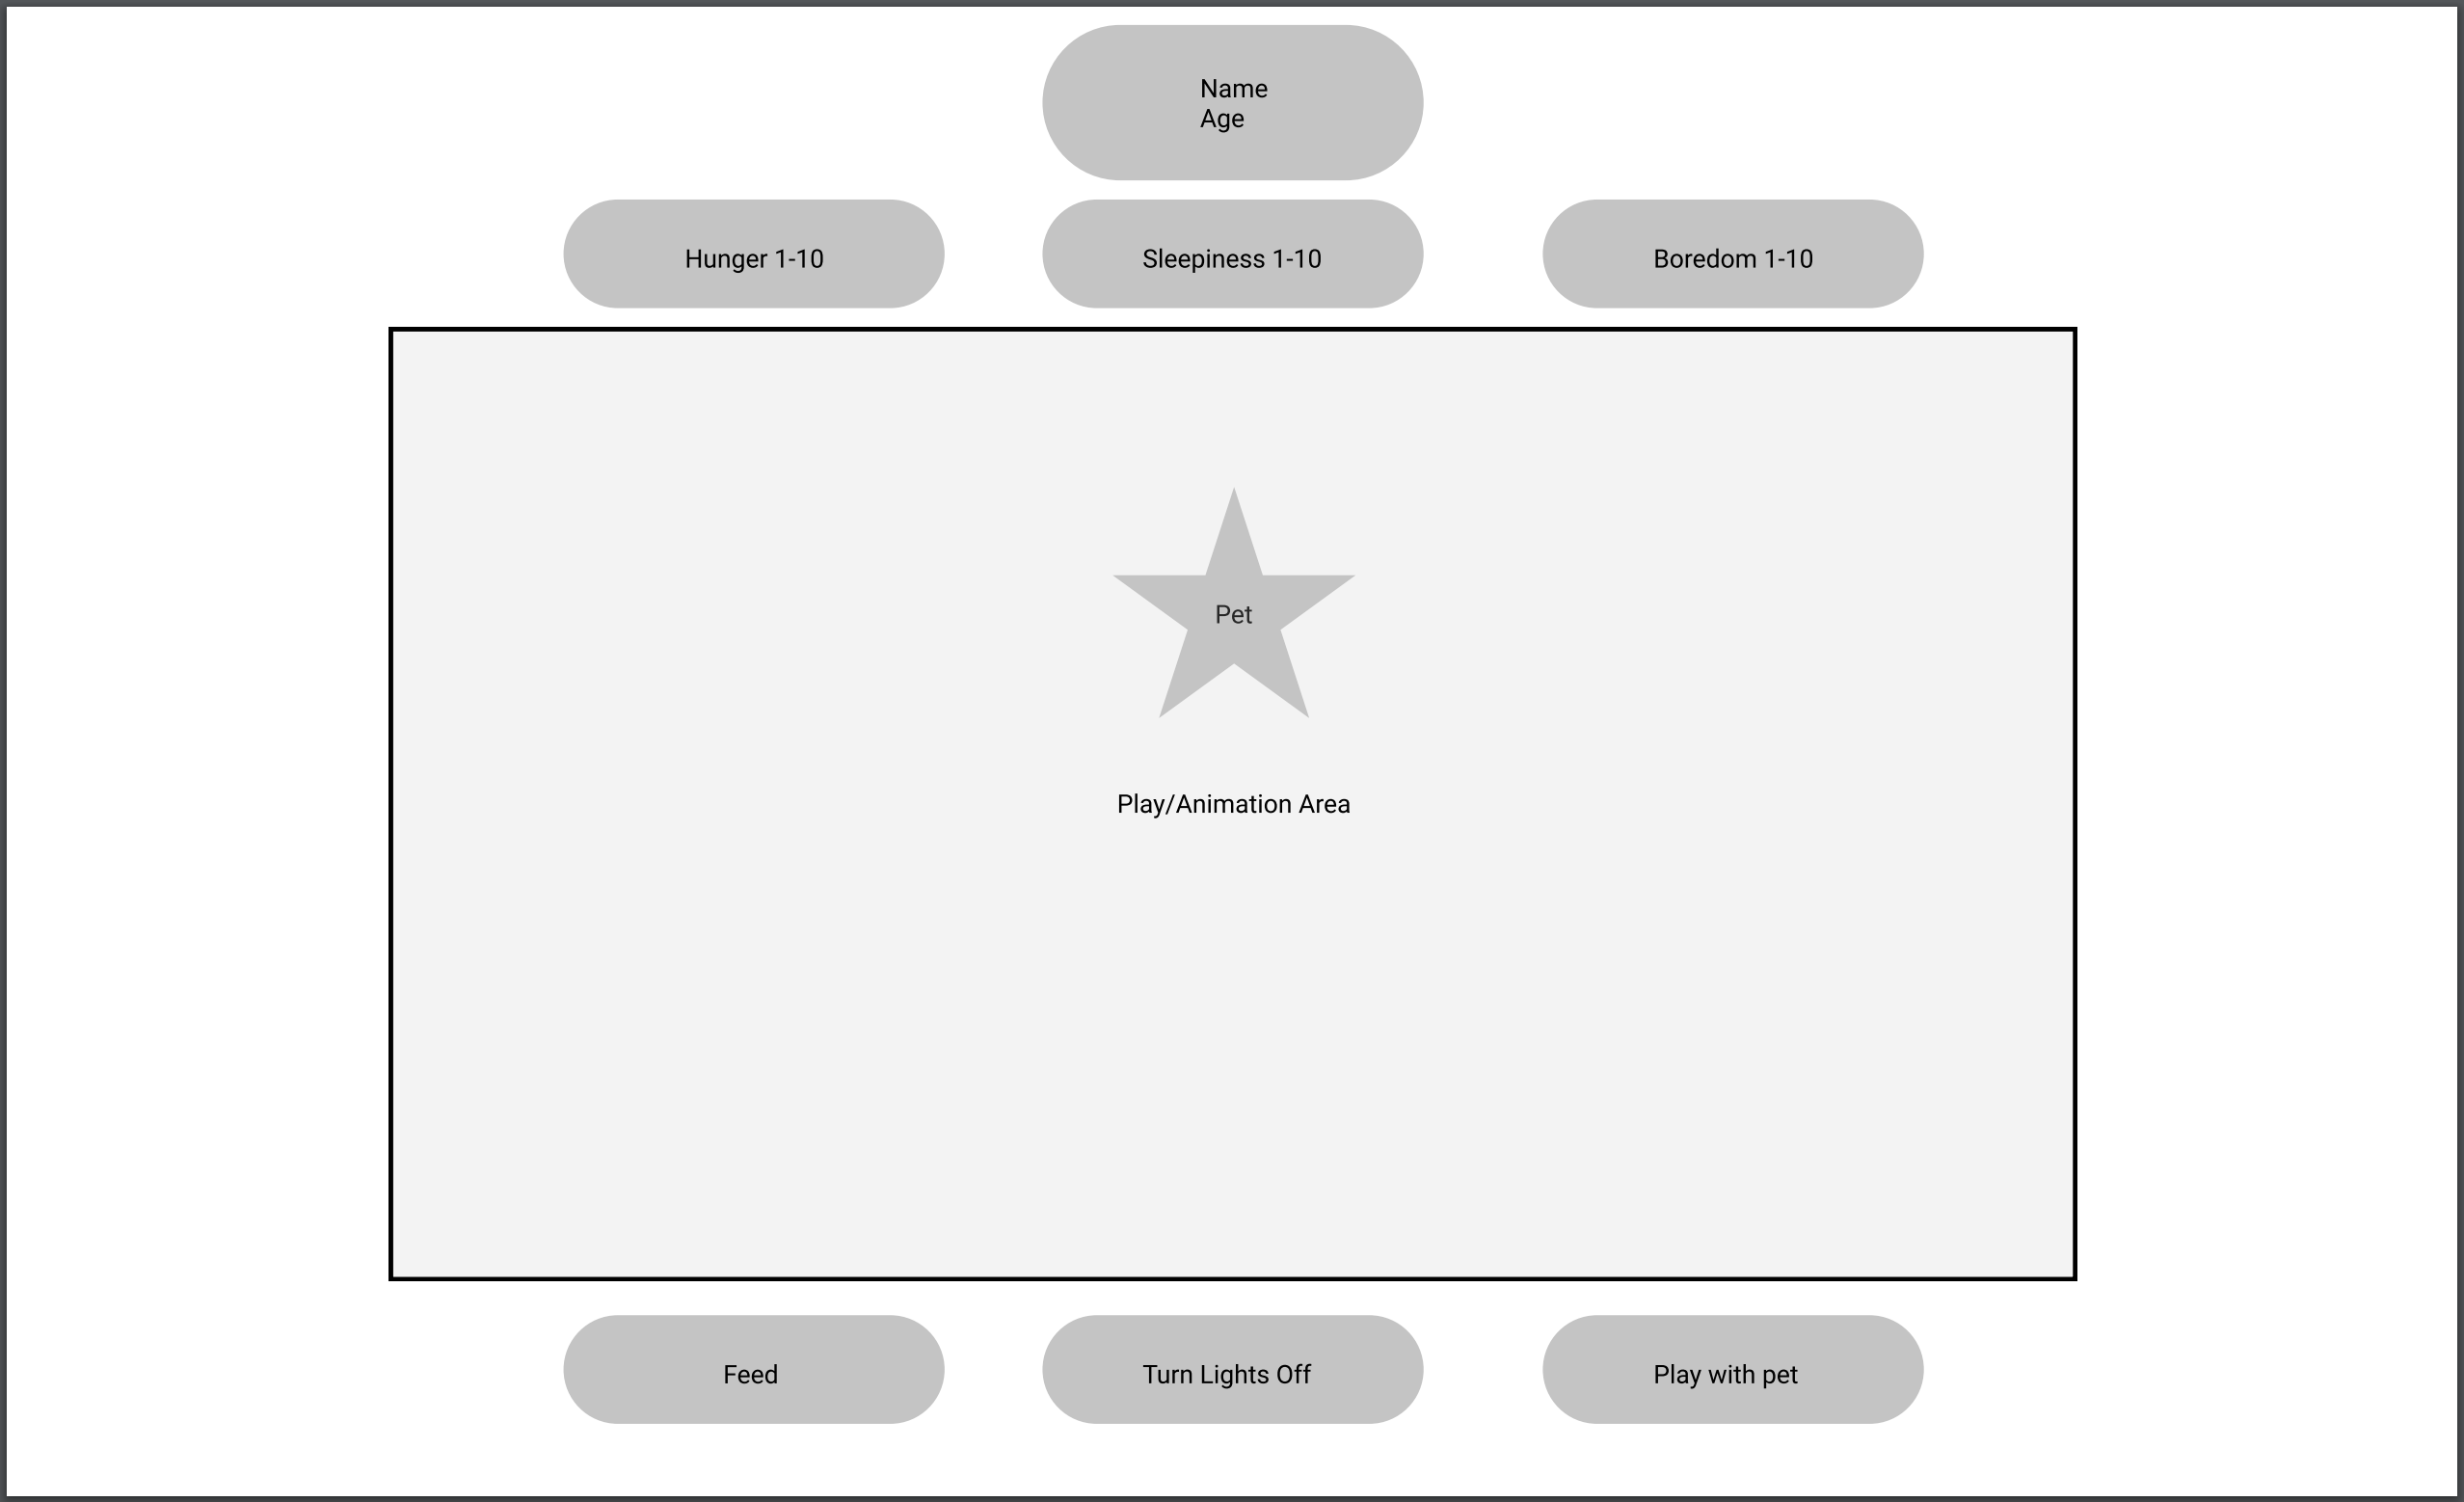 Name
Age
Hunger 1-10
Sleepiness 1-10
Boredom 1-10
Pet
Play/Animation Area
Feed
Turn Lights Off
Play with pet